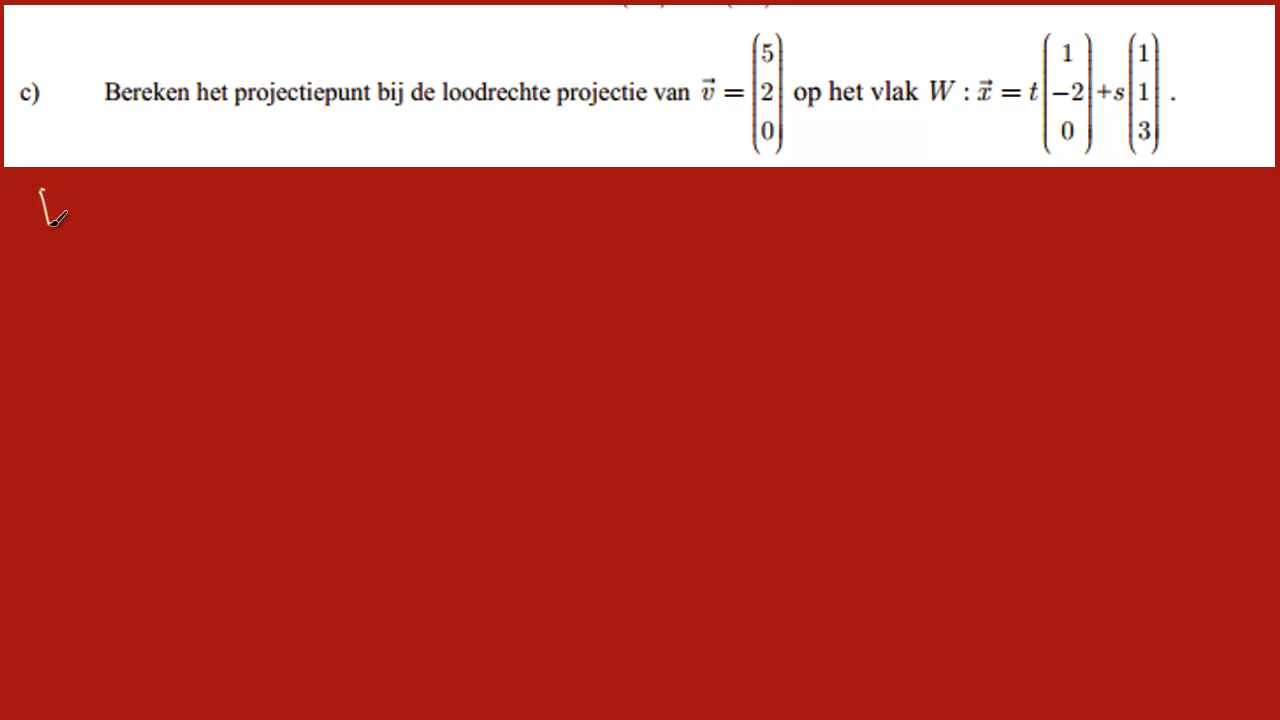 c) Bereken het projectiepunt bij de loodrechte projectie van v⃗ = (5 2 0) op het vlak W : x⃗ = t (1 −2 0) + s (1 1 3) .